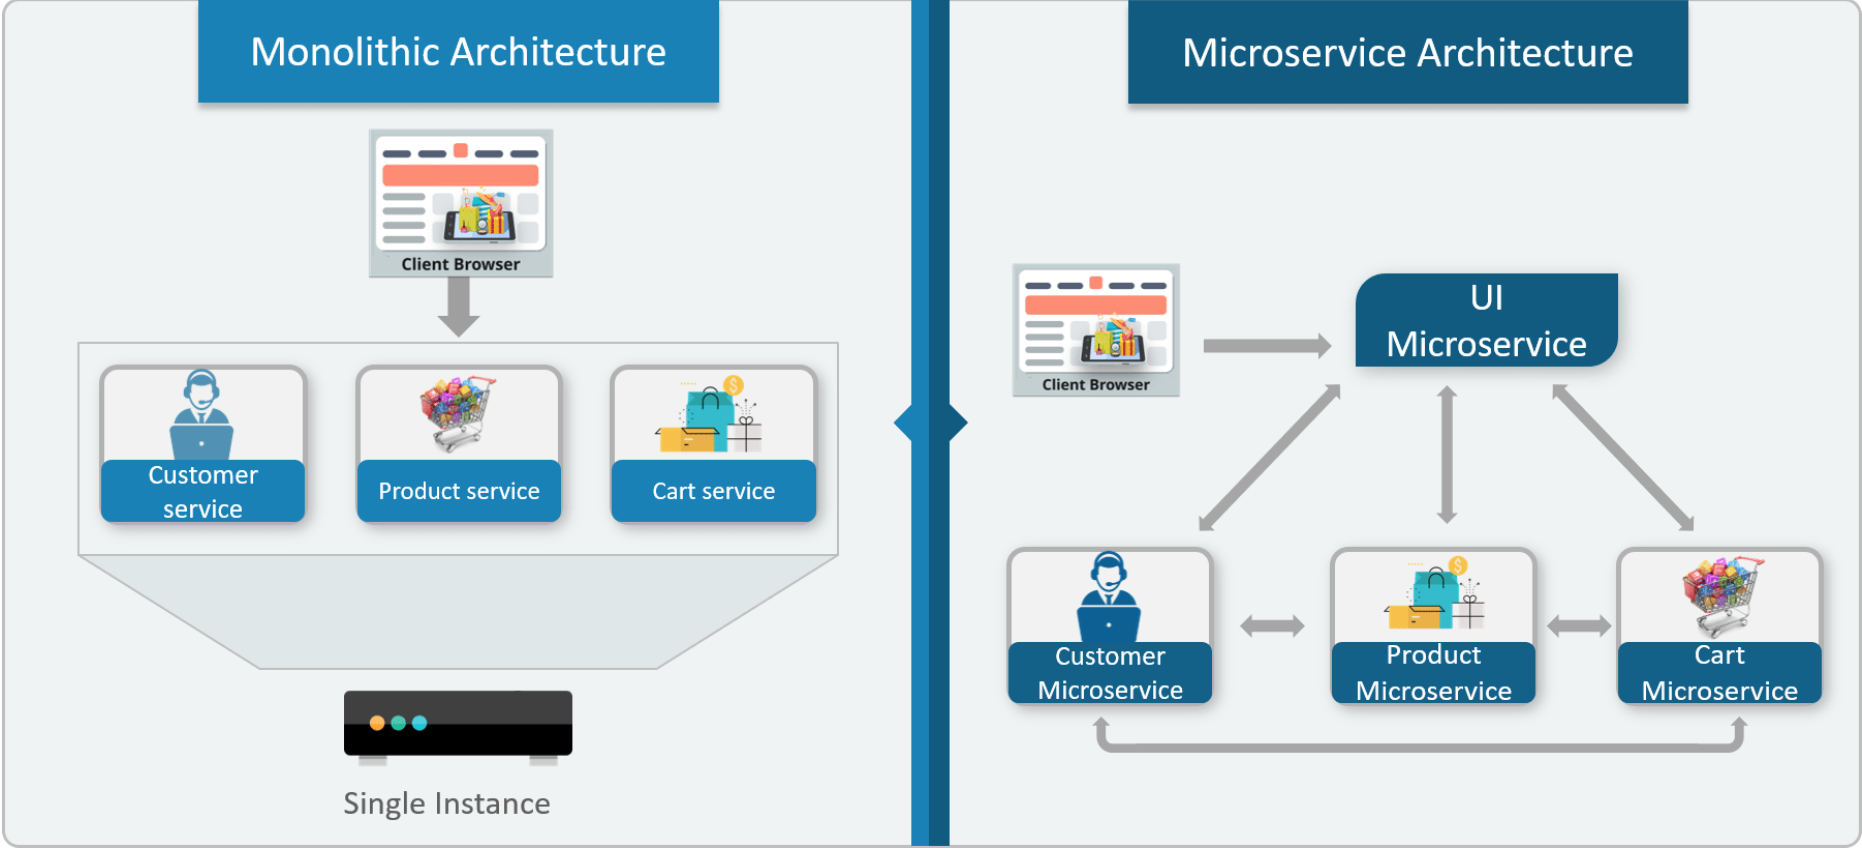 Monolithic Architecture
Client Browser
Customer
service
Product service
Cart service
Single Instance
Microservice Architecture
Client Browser
UI
Microservice
Customer
Microservice
Product
Microservice
Cart
Microservice